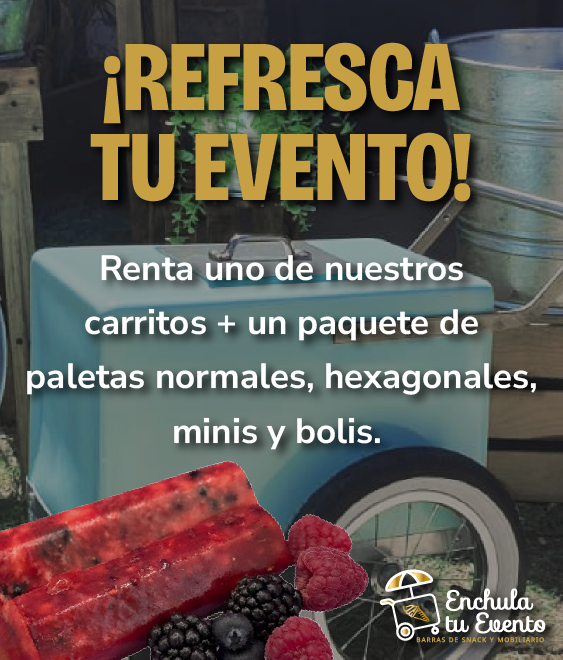 ¡REFRESCA
TU EVENTO!
Renta uno de nuestros
carritos + un paquete de
paletas normales, hexagonales,
minis y bolis.
Enchula
tu Evento
BARRAS DE SNACK Y MOBILIARIO